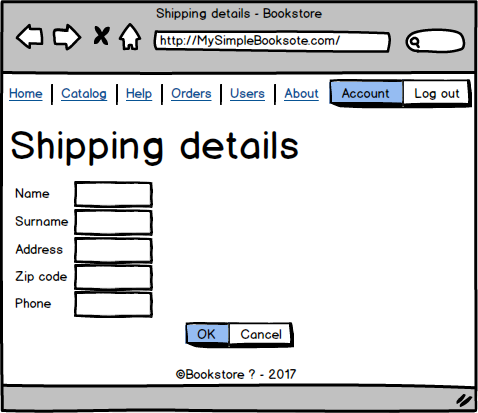 Shipping details - Bookstore
http://MySimpleBooksote.com/
Home Catalog Help Orders Users About Account Log out
Shipping details
Name
Surname
Address
Zip code
Phone
OK Cancel
©Bookstore ? - 2017